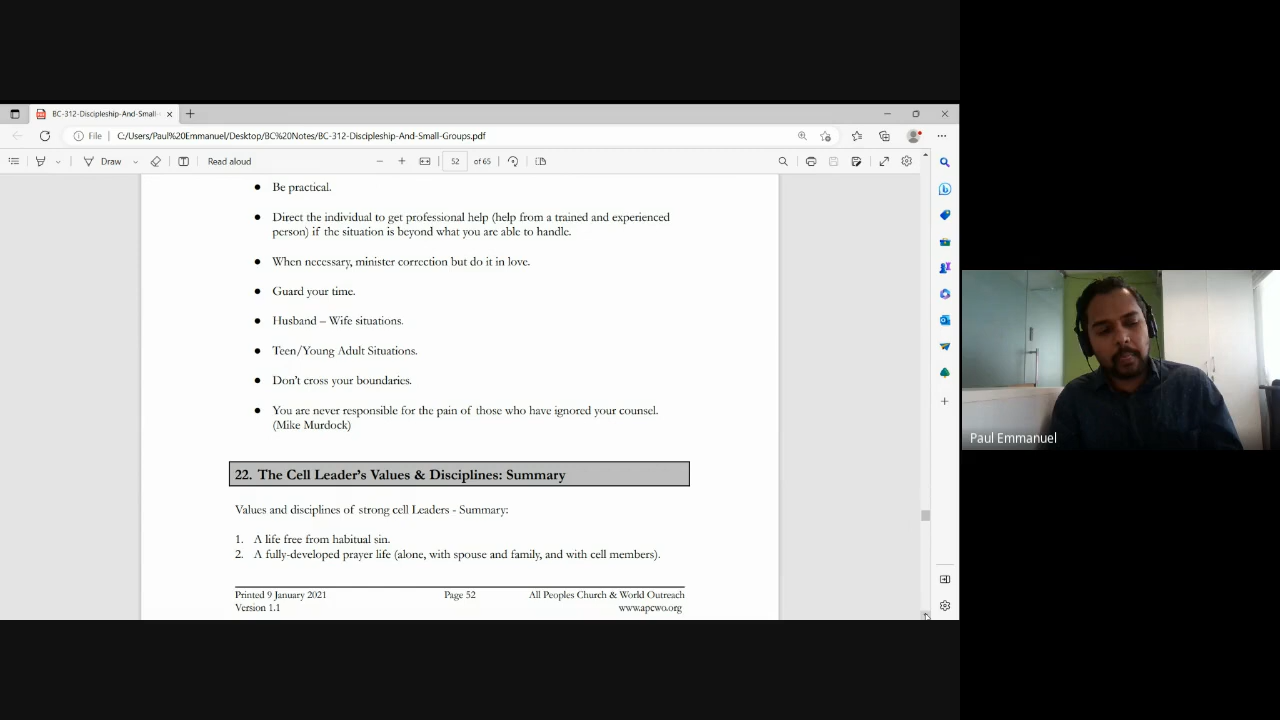 BC-312-Discipleship-And-Small-
File
C:/Users/Paul%20Emmanuel/Desktop/BC%20Notes/BC-312-Discipleship-And-Small-Groups.pdf
Draw
Read aloud
52
of 65
● Be practical.
● Direct the individual to get professional help (help from a trained and experienced
person) if the situation is beyond what you are able to handle.
● When necessary, minister correction but do it in love.
● Guard your time.
● Husband – Wife situations.
● Teen/Young Adult Situations.
● Don't cross your boundaries.
● You are never responsible for the pain of those who have ignored your counsel.
(Mike Murdock)
22. The Cell Leader's Values & Disciplines: Summary
Values and disciplines of strong cell Leaders - Summary:
1. A life free from habitual sin.
2. A fully-developed prayer life (alone, with spouse and family, and with cell members).
Printed 9 January 2021
Page 52
All Peoples Church & World Outreach
Version 1.1
www.apcwo.org
Paul Emmanuel